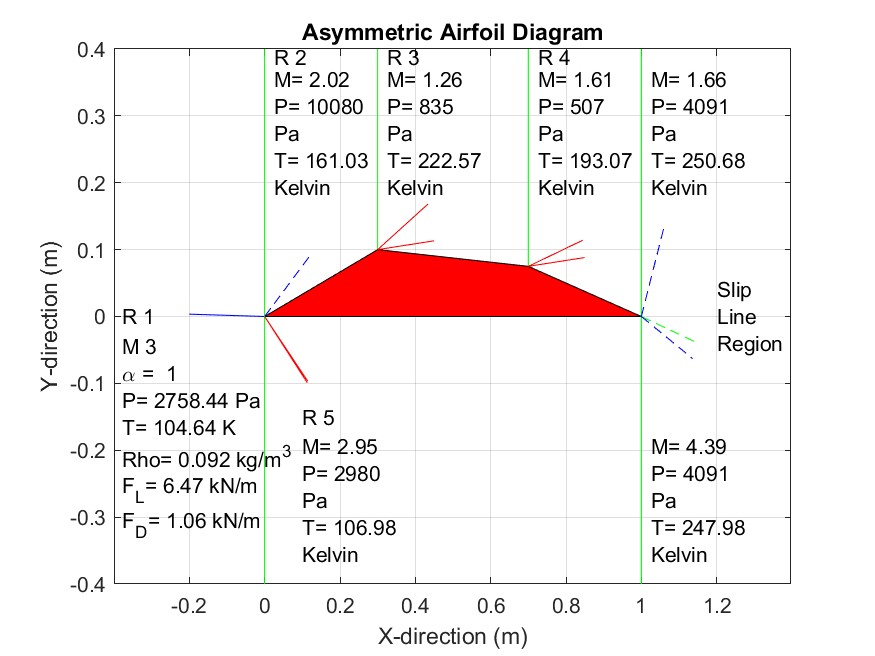 Asymmetric Airfoil Diagram
Y-direction (m)
0.4
0.3
0.2
0.1
0
-0.1
-0.2
-0.3
-0.4
R 2
M= 2.02
P= 10080
Pa
T= 161.03
Kelvin
R 3
M= 1.26
P= 835
Pa
T= 222.57
Kelvin
R 4
M= 1.61
P= 507
Pa
T= 193.07
Kelvin
M= 1.66
P= 4091
Pa
T= 250.68
Kelvin
R 1
M 3
α = 1
P= 2758.44 Pa
T= 104.64 K
Rho= 0.092 kg/m³
F_L= 6.47 kN/m
F_D= 1.06 kN/m
Slip
Line
Region
R 5
M= 2.95
P= 2980
Pa
T= 106.98
Kelvin
M= 4.39
P= 4091
Pa
T= 247.98
Kelvin
-0.2 0 0.2 0.4 0.6 0.8 1 1.2
X-direction (m)